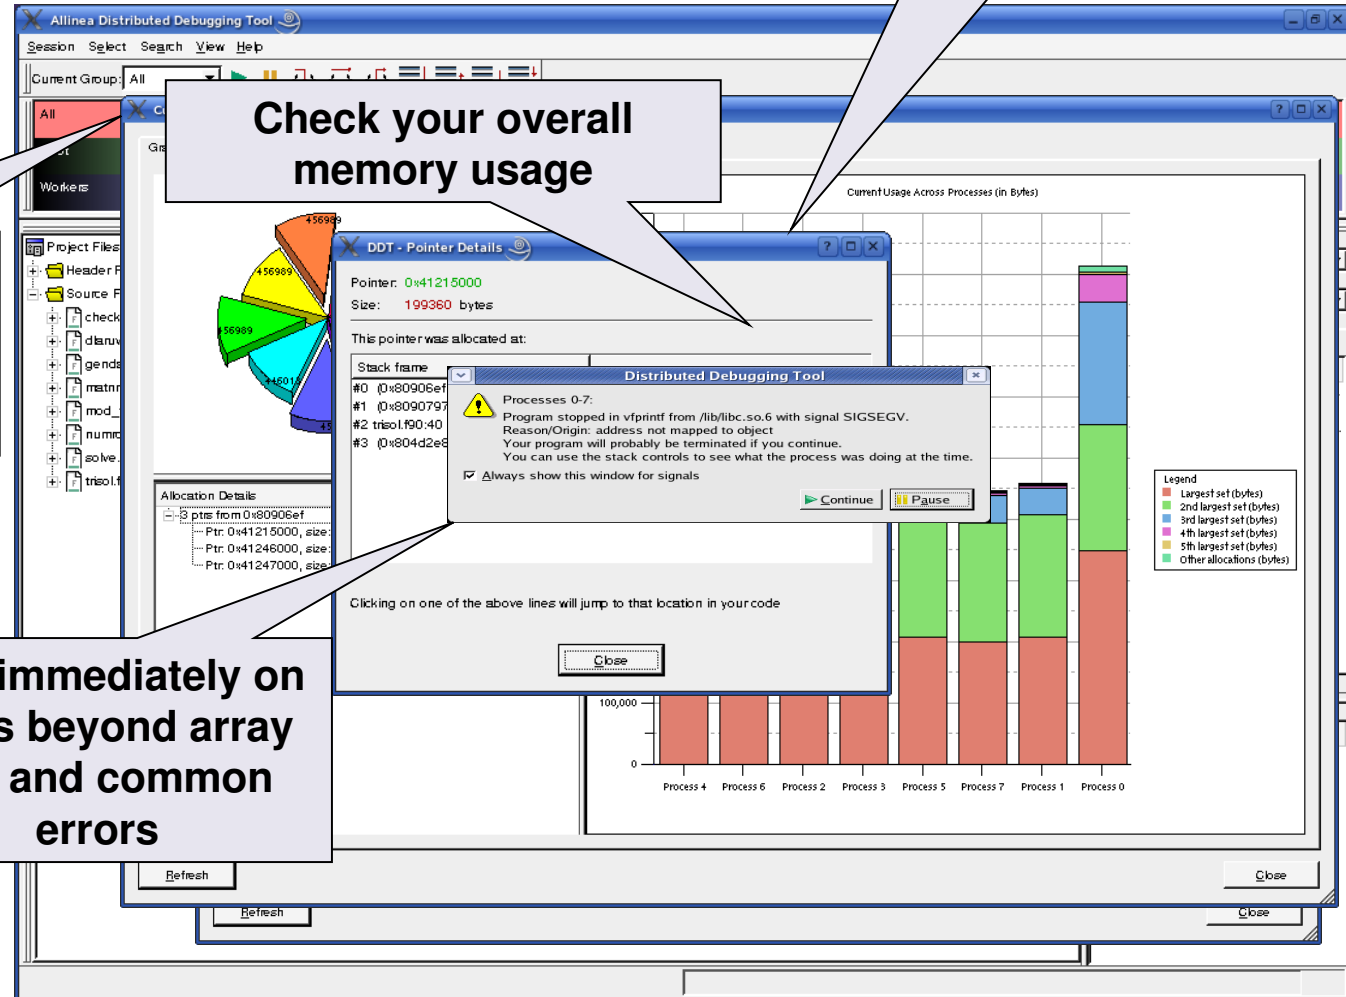 Allinea Distributed Debugging Tool
Session Select Search View Help
Current Group: All
All
Workers
Check your overall
memory usage
Current Usage Across Processes (in Bytes)
456989
456989
56989
Project Files
Header F
Source F
check
dlaruv
gends
matnr
mod_
numro
solve.
trisol.f
DDT - Pointer Details
Pointer: 0x41215000
Size: 199360 bytes
This pointer was allocated at:
Stack frame
#0 (0x80906ef
#1 (0x8090797
#2 trisol.f90:40
#3 (0x804d2e8
Distributed Debugging Tool
Processes 0-7:
Program stopped in vfprintf from /lib/libc.so.6 with signal SIGSEGV.
Reason/Origin: address not mapped to object
Your program will probably be terminated if you continue.
You can use the stack controls to see what the process was doing at the time.
Always show this window for signals
Continue Pause
Legend
Largest set (bytes)
2nd largest set (bytes)
3rd largest set (bytes)
4th largest set (bytes)
5th largest set (bytes)
Other allocations (bytes)
Allocation Details
3 ptrs from 0x80906ef
Ptr: 0x41215000, size:
Ptr: 0x41246000, size:
Ptr: 0x41247000, size:
Clicking on one of the above lines will jump to that location in your code
Close
immediately on
s beyond array
and common
errors
100,000
0
Process 4 Process 6 Process 2 Process 3 Process 5 Process 7 Process 1 Process 0
Refresh Close
Refresh Close